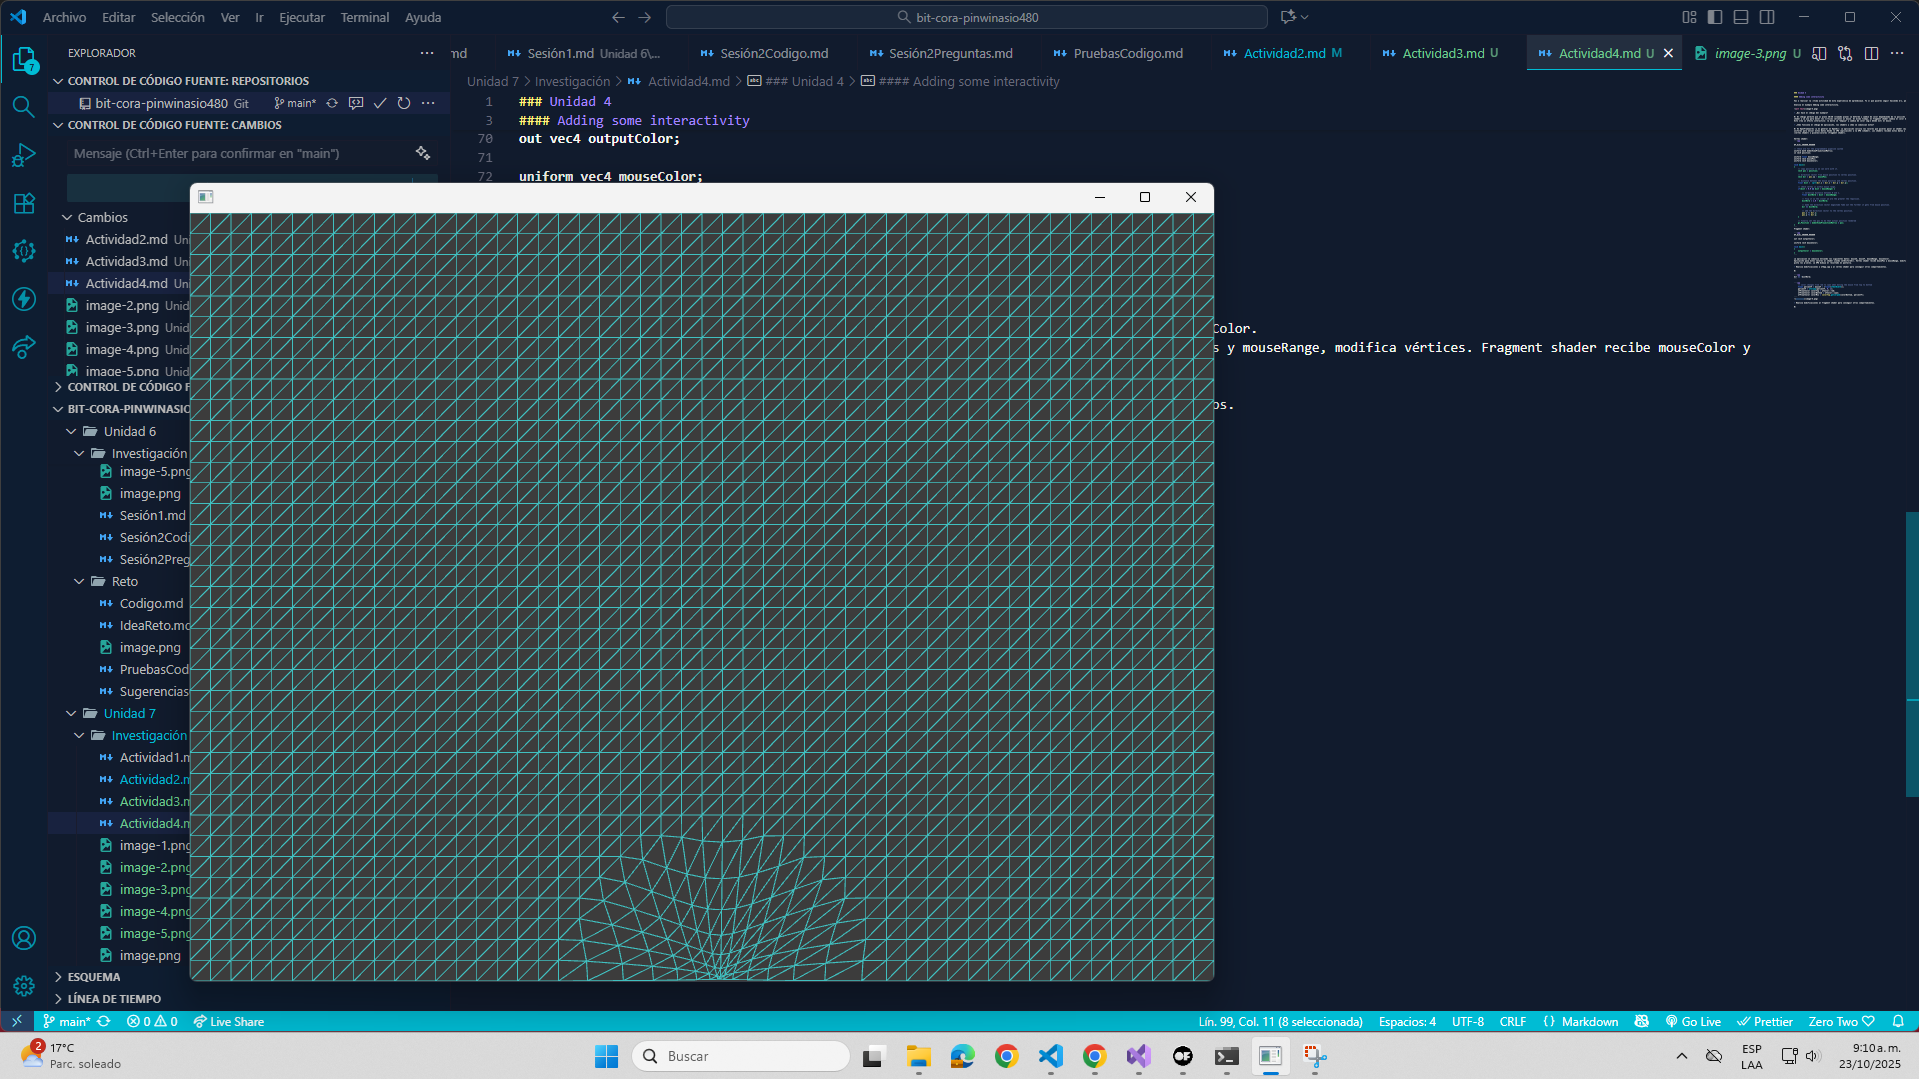 Archivo Editar Selección Ver Ir Ejecutar Terminal Ayuda
bit-cora-pinwinasio480
EXPLORADOR
md Sesión1.md Unidad 6\... Sesión2Codigo.md Sesión2Preguntas.md PruebasCodigo.md Actividad2.md M Actividad3.md U Actividad4.md U image-3.png U
CONTROL DE CÓDIGO FUENTE: REPOSITORIOS
Unidad 7 > Investigación > Actividad4.md > ### Unidad 4 > #### Adding some interactivity
bit-cora-pinwinasio480 Git main*
CONTROL DE CÓDIGO FUENTE: CAMBIOS
Mensaje (Ctrl+Enter para confirmar en "main")
1 ### Unidad 4
3 #### Adding some interactivity
70 out vec4 outputColor;
71
72 uniform vec4 mouseColor;
Color.
s y mouseRange, modifica vértices. Fragment shader recibe mouseColor y
os.
Cambios
Actividad2.md Un
Actividad3.md Un
Actividad4.md Un
image-2.png Unid
image-3.png Unid
image-4.png Unid
image-5.png Unid
CONTROL DE CÓDIGO F
BIT-CORA-PINWINASIO
Unidad 6
Investigación
image-5.png
image.png
Sesión1.md
Sesión2Codi
Sesión2Preg
Reto
Codigo.md
IdeaReto.md
image.png
PruebasCod
Sugerencias
Unidad 7
Investigación
Actividad1.m
Actividad2.m
Actividad3.m
Actividad4.m
image-1.png
image-2.png
image-3.png
image-4.png
image-5.png
image.png
ESQUEMA
LÍNEA DE TIEMPO
7
main* 0 0 Live Share
Lín. 99, Col. 11 (8 seleccionada) Espacios: 4 UTF-8 CRLF {} Markdown Go Live Prettier Zero Two
2
17°C
Parc. soleado
Buscar
ESP
LAA
9:10 a. m.
23/10/2025